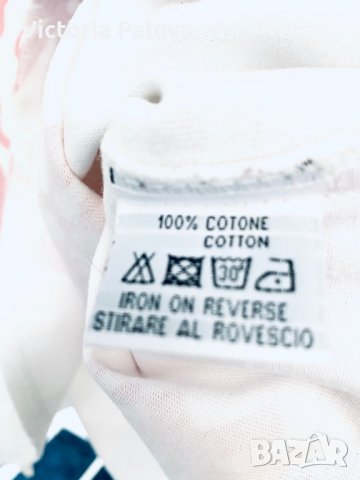 Victoria Palova
100% COTONE
COTTON
30°
IRON ON REVERSE
STIRARE AL ROVESCIO
BAZAR